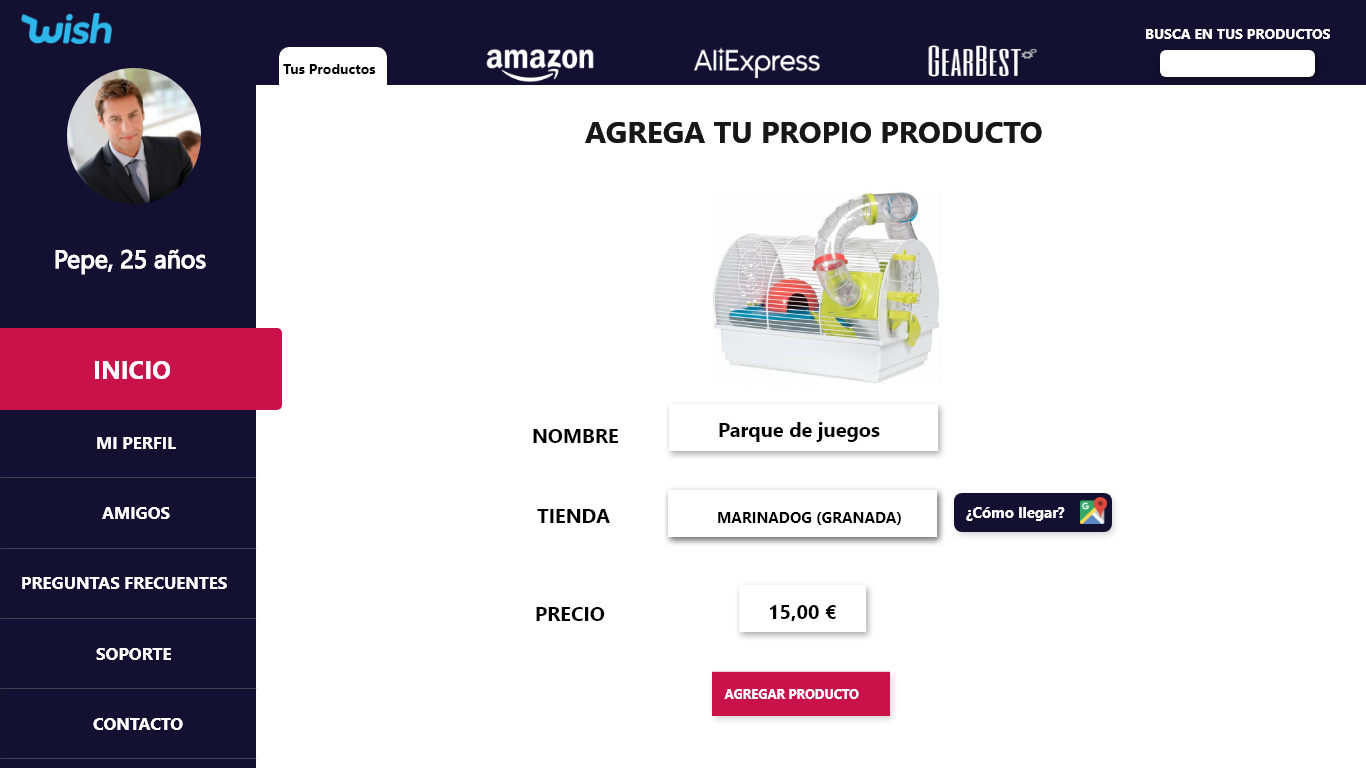 wish
Tus Productos
amazon
AliExpress
GEARBEST
BUSCA EN TUS PRODUCTOS
Pepe, 25 años
INICIO
MI PERFIL
AMIGOS
PREGUNTAS FRECUENTES
SOPORTE
CONTACTO
AGREGA TU PROPIO PRODUCTO
NOMBRE
Parque de juegos
TIENDA
MARINADOG (GRANADA)
¿Cómo llegar?
G
PRECIO
15,00 €
AGREGAR PRODUCTO